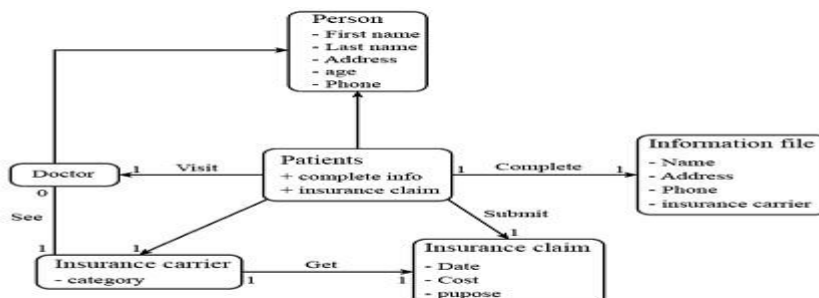 Person
- First name
- Last name
- Address
- age
- Phone
Doctor
1
Visit
Patients
+ complete info
+ insurance claim
1
Complete
1
Information file
- Name
- Address
- Phone
- insurance carrier
0
See
1
1
Submit
1
Insurance carrier
- category
1
Get
1
Insurance claim
- Date
- Cost
- pupose